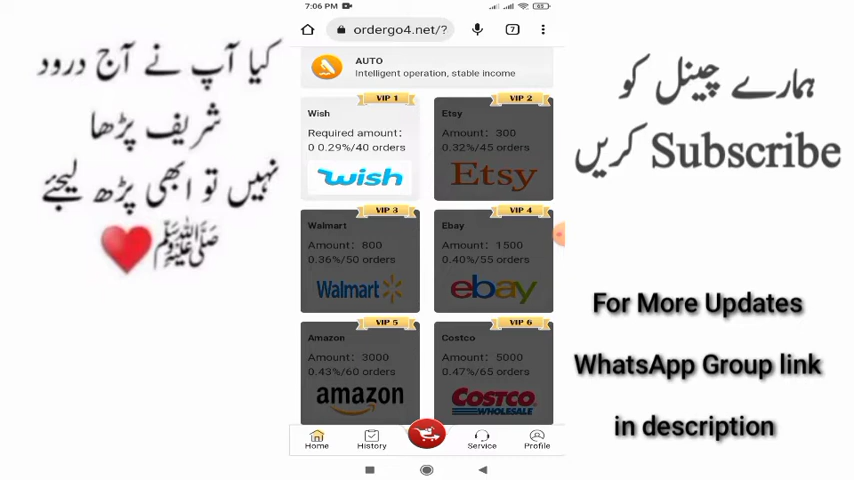 کیا آپ نے آج درود
شریف پڑھا
نہیں تو ابھی پڑھ لیجئے
ﷺ
7:06 PM
ordergo4.net/?
7
AUTO
Intelligent operation, stable income
VIP 1
Wish
Required amount:
0 0.29%/40 orders
wish
VIP 2
Etsy
Amount: 300
0.32%/45 orders
Etsy
VIP 3
Walmart
Amount: 800
0.36%/50 orders
Walmart
VIP 4
Ebay
Amount: 1500
0.40%/55 orders
ebay
VIP 5
Amazon
Amount: 3000
0.43%/60 orders
amazon
VIP 6
Costco
Amount: 5000
0.47%/65 orders
COSTCO
WHOLESALE
Home
History
Service
Profile
ہمارے چینل کو
Subscribe کریں
For More Updates
WhatsApp Group link
in description